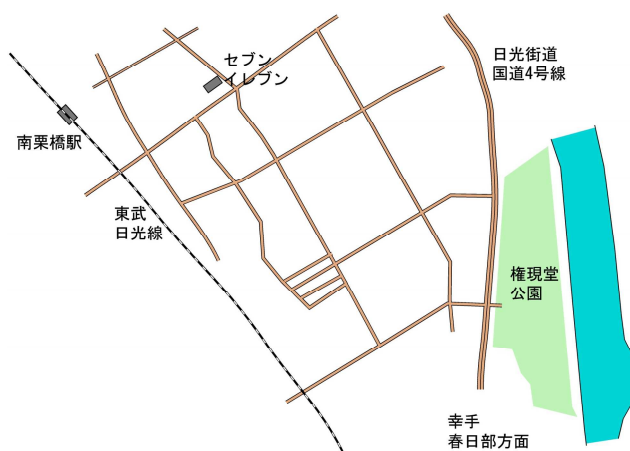 セブン
イレブン
日光街道
国道4号線
南栗橋駅
東武
日光線
権現堂
公園
幸手
春日部方面